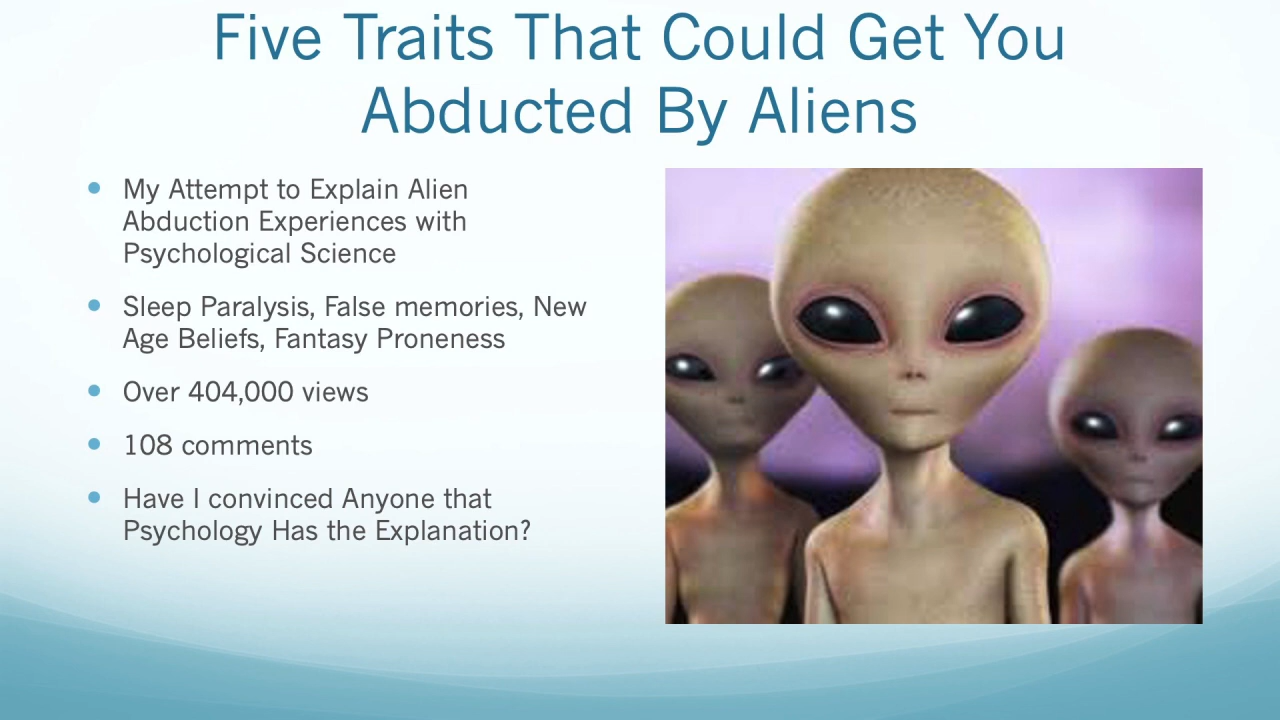 Five Traits That Could Get You
Abducted By Aliens
My Attempt to Explain Alien
Abduction Experiences with
Psychological Science
Sleep Paralysis, False memories, New
Age Beliefs, Fantasy Proneness
Over 404,000 views
108 comments
Have I convinced Anyone that
Psychology Has the Explanation?